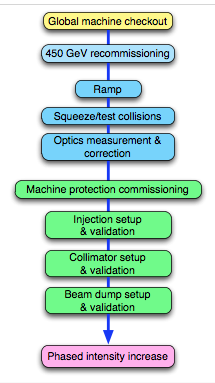 Global machine checkout
450 GeV recommissioning
Ramp
Squeeze/test collisions
Optics measurement &
correction
Machine protection commissioning
Injection setup
& validation
Collimator setup
& validation
Beam dump setup
& validation
Phased intensity increase